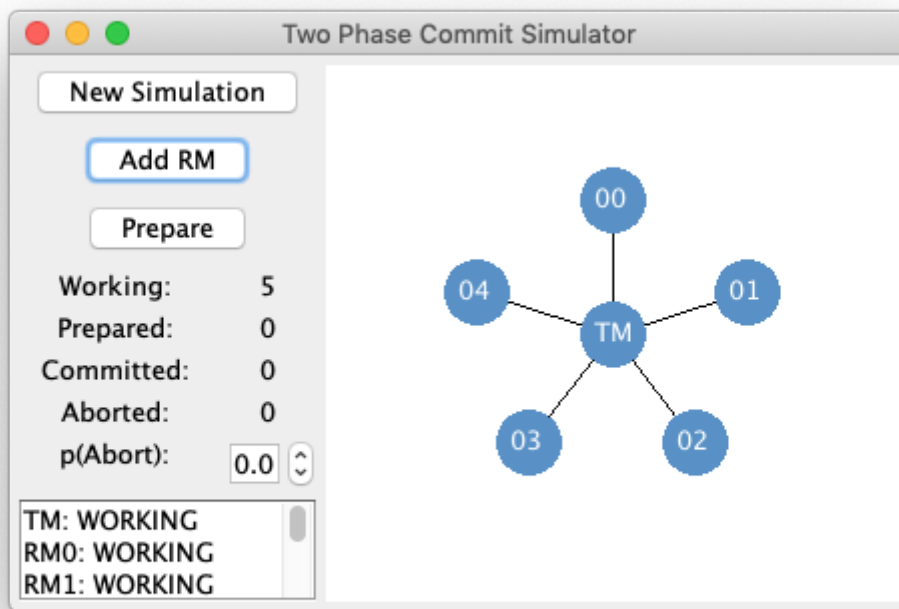 Two Phase Commit Simulator
New Simulation
Add RM
Prepare
Working: 5
Prepared: 0
Committed: 0
Aborted: 0
p(Abort): 0.0
TM: WORKING
RM0: WORKING
RM1: WORKING
00
04
01
TM
03
02